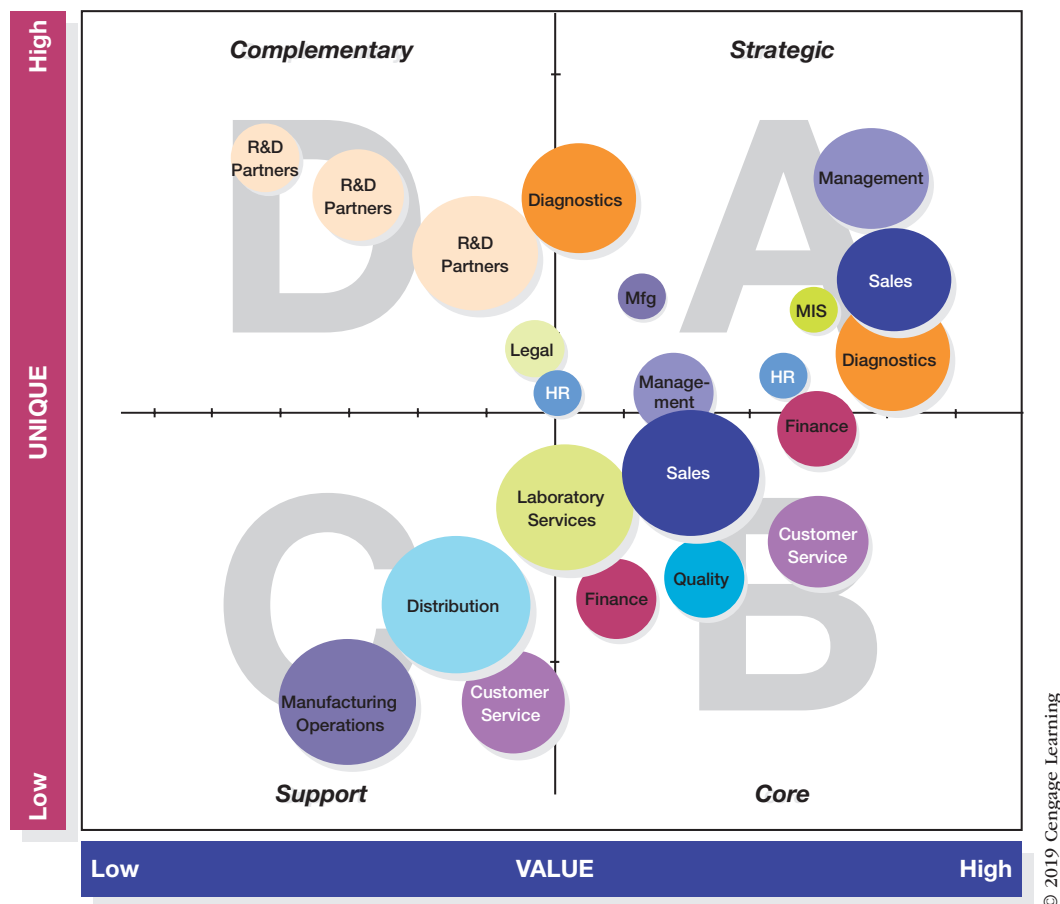 High
UNIQUE
Low
Complementary
Strategic
D
A
C
B
R&D
Partners
R&D
Partners
R&D
Partners
Diagnostics
Management
Sales
Mfg
MIS
Diagnostics
Legal
HR
Manage-
ment
HR
Finance
Sales
Laboratory
Services
Customer
Service
Quality
Finance
Distribution
Manufacturing
Operations
Customer
Service
Support
Core
Low
VALUE
High
© 2019 Cengage Learning